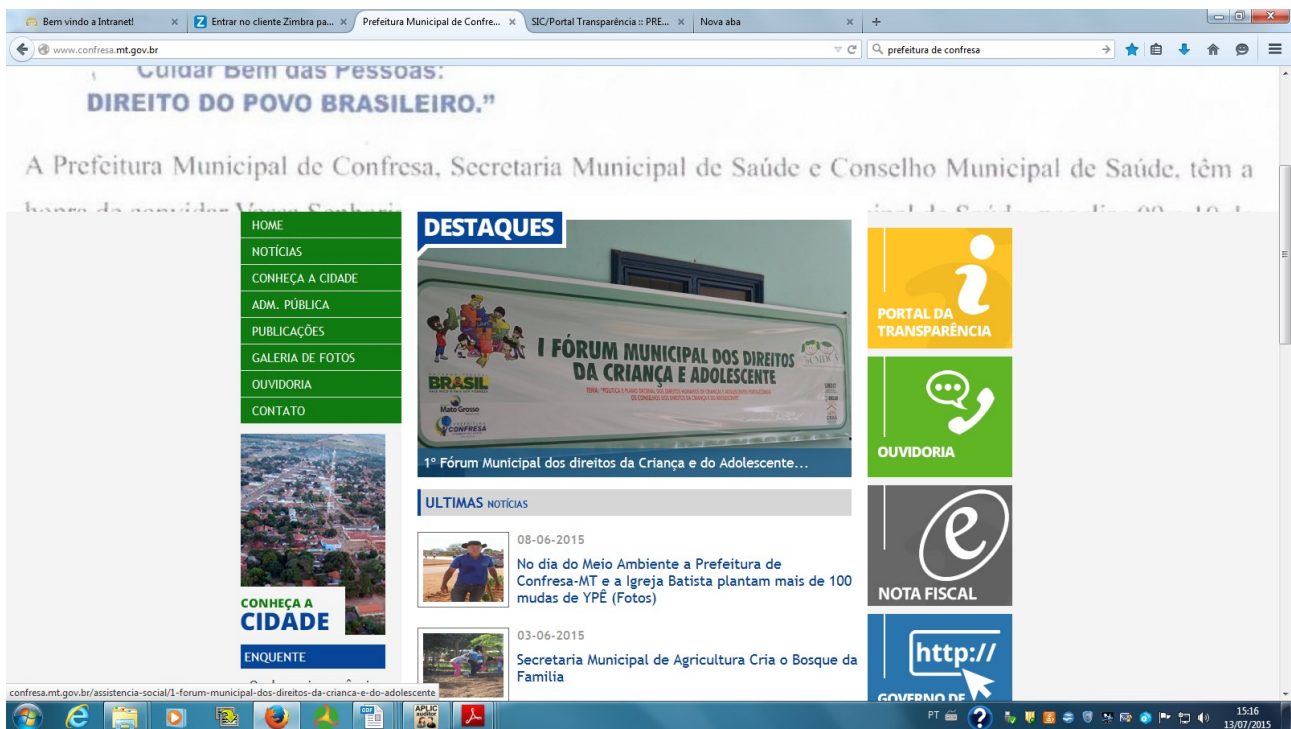 Bem vindo a Intranet!
Entrar no cliente Zimbra pa...
Prefeitura Municipal de Confre...
SIC/Portal Transparência :: PRE...
Nova aba
www.confresa.mt.gov.br
prefeitura de confresa
Cuidar Bem das Pessoas:
DIREITO DO POVO BRASILEIRO."
A Prefeitura Municipal de Confresa, Secretaria Municipal de Saúde e Conselho Municipal de Saúde, têm a
HOME
NOTÍCIAS
CONHEÇA A CIDADE
ADM. PÚBLICA
PUBLICAÇÕES
GALERIA DE FOTOS
OUVIDORIA
CONTATO
CONHEÇA A
CIDADE
ENQUENTE
DESTAQUES
I FÓRUM MUNICIPAL DOS DIREITOS
DA CRIANÇA E ADOLESCENTE
BRASIL
Mato Grosso
PREFEITURA
CONFRESA
1º Fórum Municipal dos direitos da Criança e do Adolescente...
ULTIMAS NOTÍCIAS
08-06-2015
No dia do Meio Ambiente a Prefeitura de
Confresa-MT e a Igreja Batista plantam mais de 100
mudas de YPÊ (Fotos)
03-06-2015
Secretaria Municipal de Agricultura Cria o Bosque da
Familia
PORTAL DA
TRANSPARÊNCIA
OUVIDORIA
e
NOTA FISCAL
http://
GOVERNO DE
confresa.mt.gov.br/assistencia-social/1-forum-municipal-dos-direitos-da-crianca-e-do-adolescente
APLIC
auditor
PT
15:16
13/07/2015